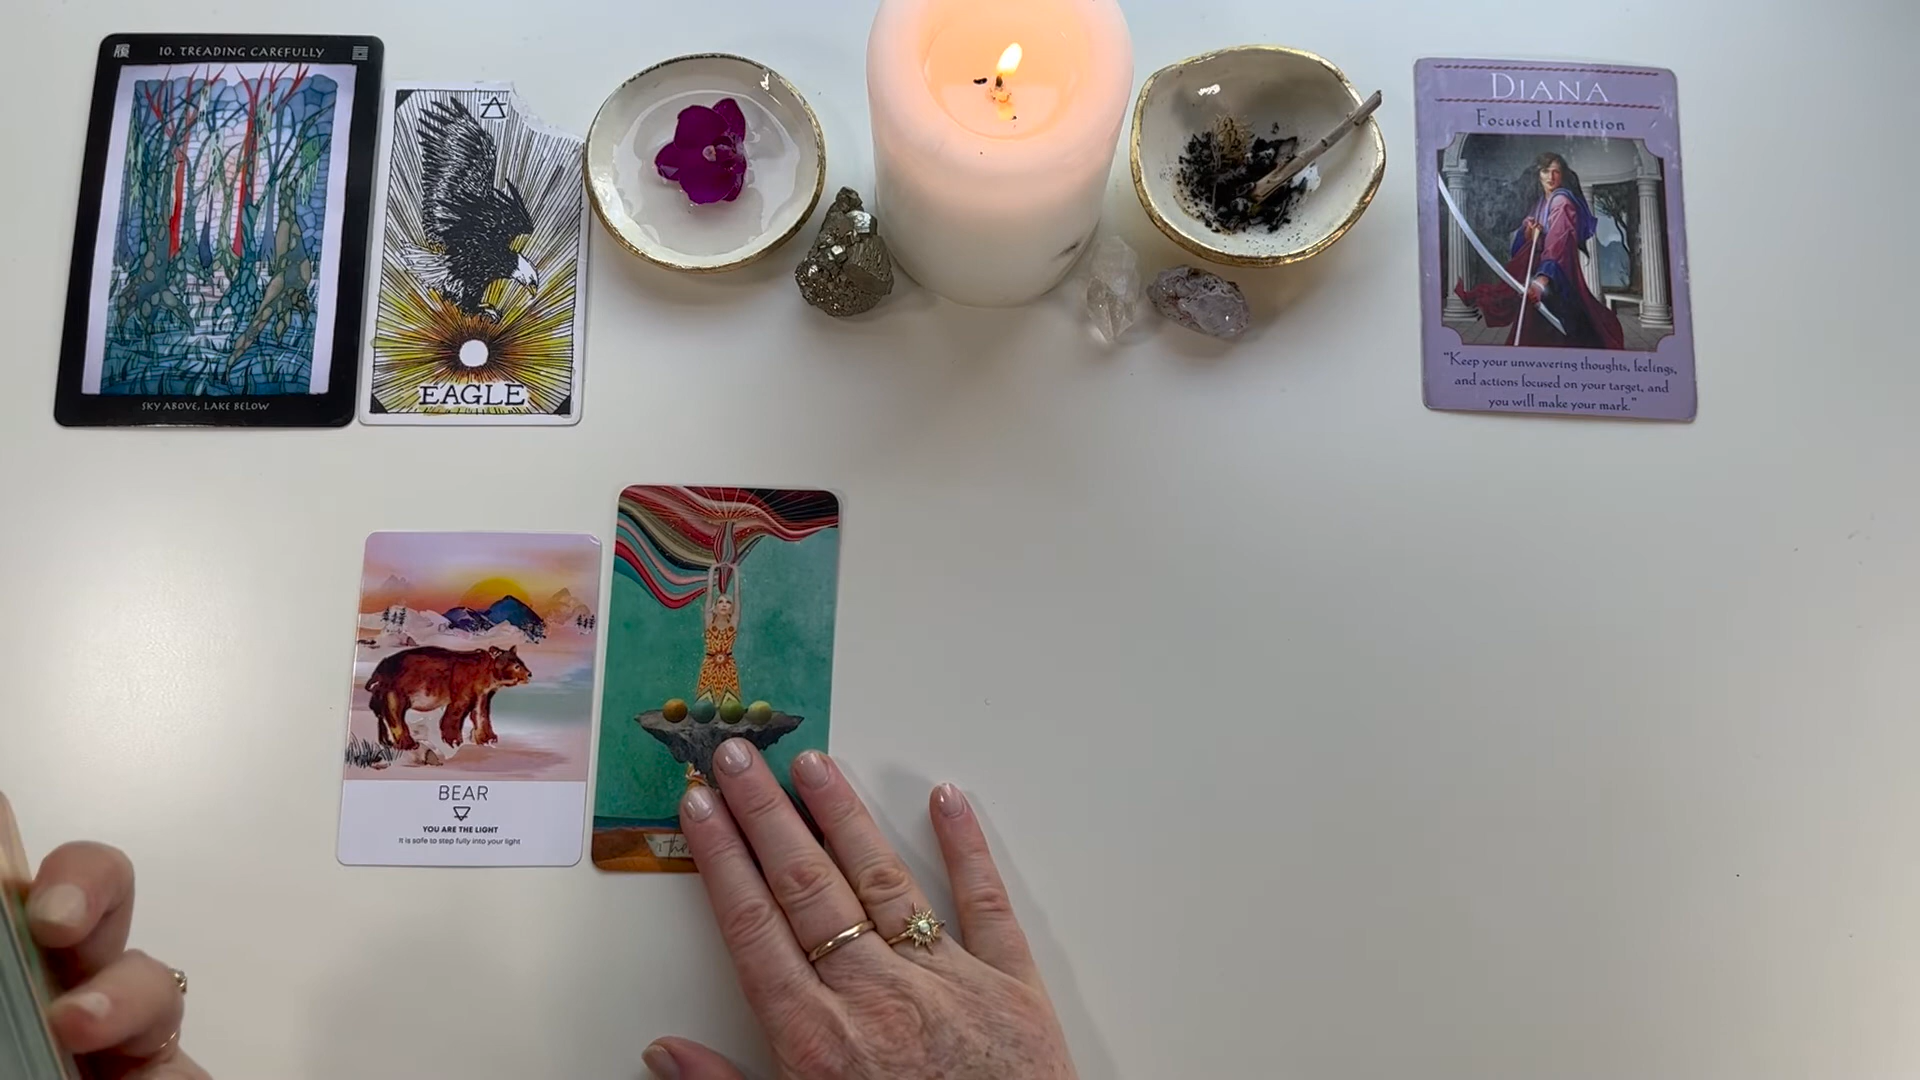 履 10. TREADING CAREFULLY
SKY ABOVE, LAKE BELOW
EAGLE
DIANA
Focused Intention
"Keep your unwavering thoughts, feelings,
and actions focused on your target, and
you will make your mark."
BEAR
YOU ARE THE LIGHT
It is safe to step fully into your light